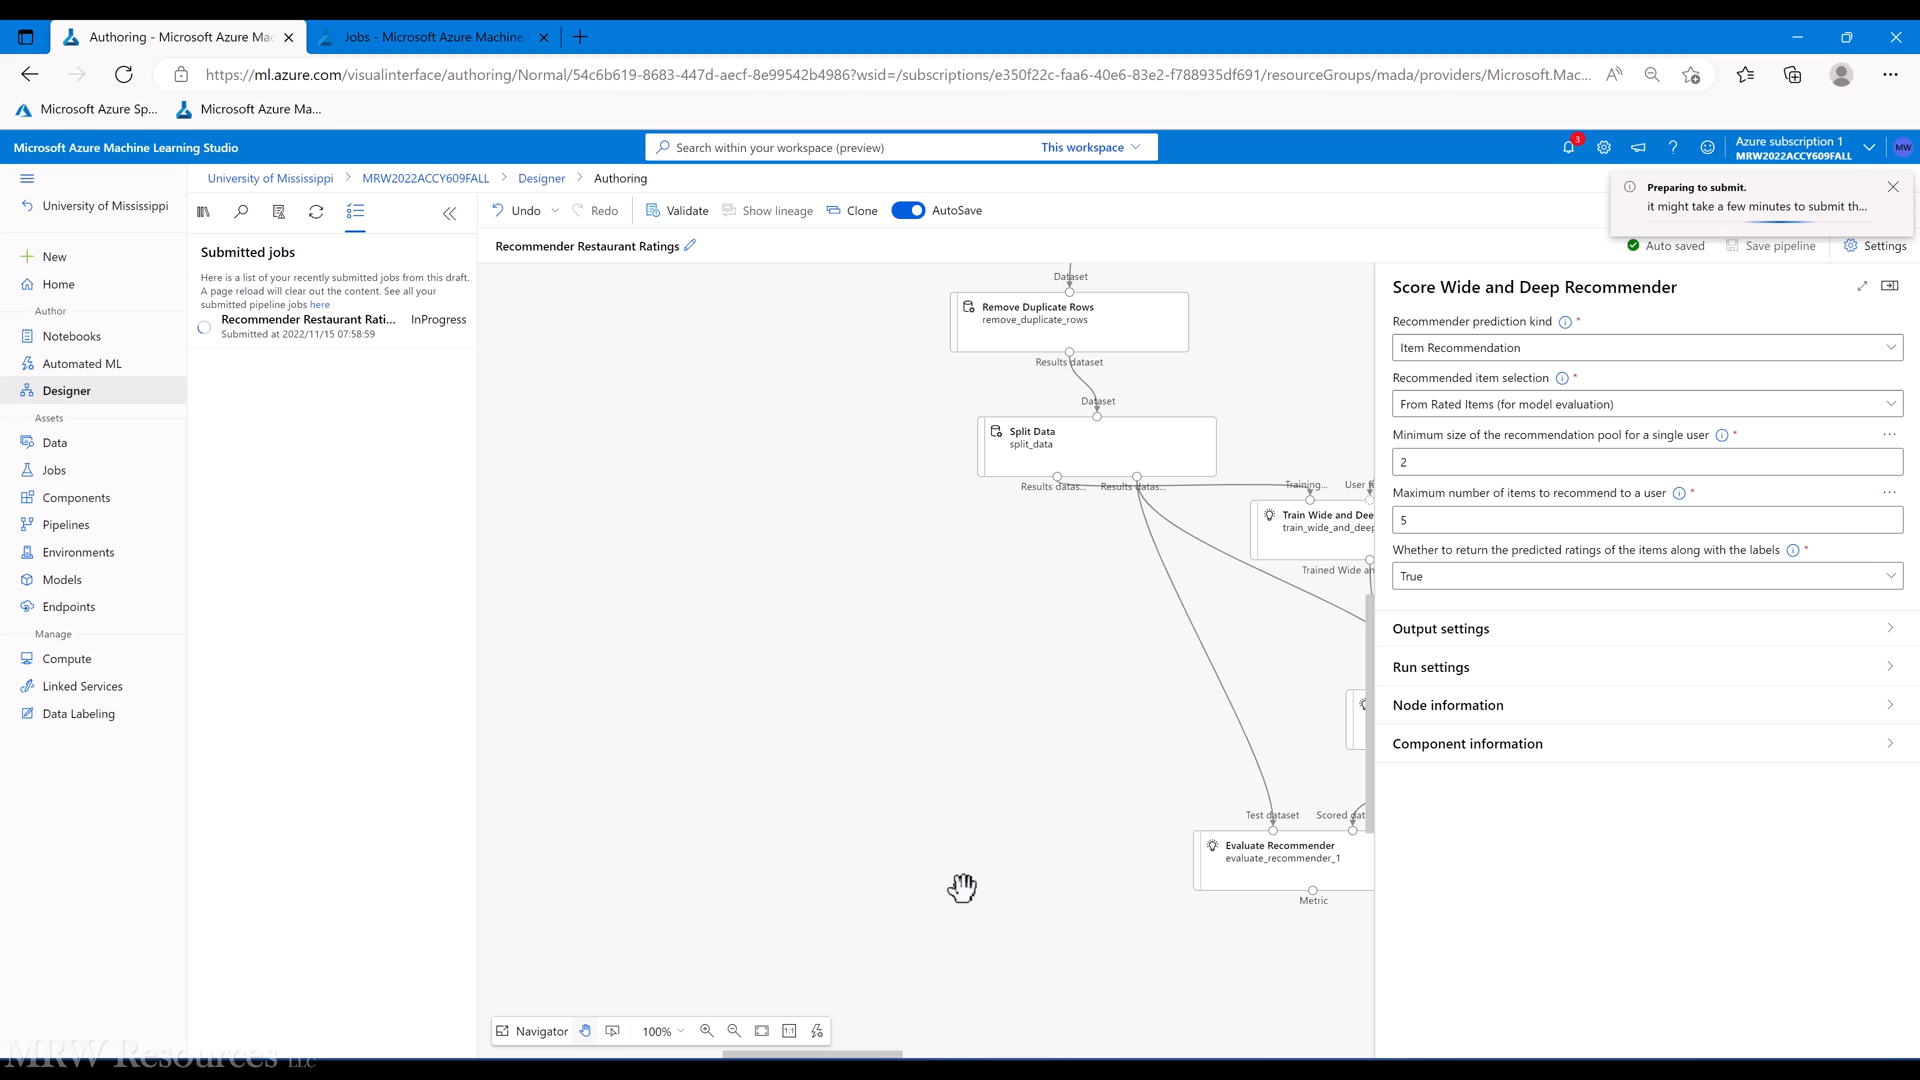 Authoring - Microsoft Azure Mac
Jobs - Microsoft Azure Machine
https://ml.azure.com/visualinterface/authoring/Normal/54c6b619-8683-447d-aecf-8e99542b4986?wsid=/subscriptions/e350f22c-faa6-40e6-83e2-f788935df691/resourceGroups/mada/providers/Microsoft.Mac...
Microsoft Azure Sp...
Microsoft Azure Ma...
Microsoft Azure Machine Learning Studio
Search within your workspace (preview)
This workspace
3
Azure subscription 1
MRW2022ACCY609FALL
MW
University of Mississippi
New
Home
Author
Notebooks
Automated ML
Designer
Assets
Data
Jobs
Components
Pipelines
Environments
Models
Endpoints
Manage
Compute
Linked Services
Data Labeling
University of Mississippi > MRW2022ACCY609FALL > Designer > Authoring
Submitted jobs
Here is a list of your recently submitted jobs from this draft.
A page reload will clear out the content. See all your
submitted pipeline jobs here
Recommender Restaurant Rati... InProgress
Submitted at 2022/11/15 07:58:59
Undo
Redo
Validate
Show lineage
Clone
AutoSave
Preparing to submit.
it might take a few minutes to submit th...
Recommender Restaurant Ratings
Auto saved
Save pipeline
Settings
Dataset
Remove Duplicate Rows
remove_duplicate_rows
Results dataset
Dataset
Split Data
split_data
Results datas...
Results datas...
Training...
User f
Train Wide and Dee
train_wide_and_deep
Trained Wide an
Test dataset
Scored dat
Evaluate Recommender
evaluate_recommender_1
Metric
Navigator
100%
1:1
Score Wide and Deep Recommender
Recommender prediction kind *
Item Recommendation
Recommended item selection *
From Rated Items (for model evaluation)
Minimum size of the recommendation pool for a single user *
2
Maximum number of items to recommend to a user *
5
Whether to return the predicted ratings of the items along with the labels *
True
Output settings
Run settings
Node information
Component information
MRW Resources LLC